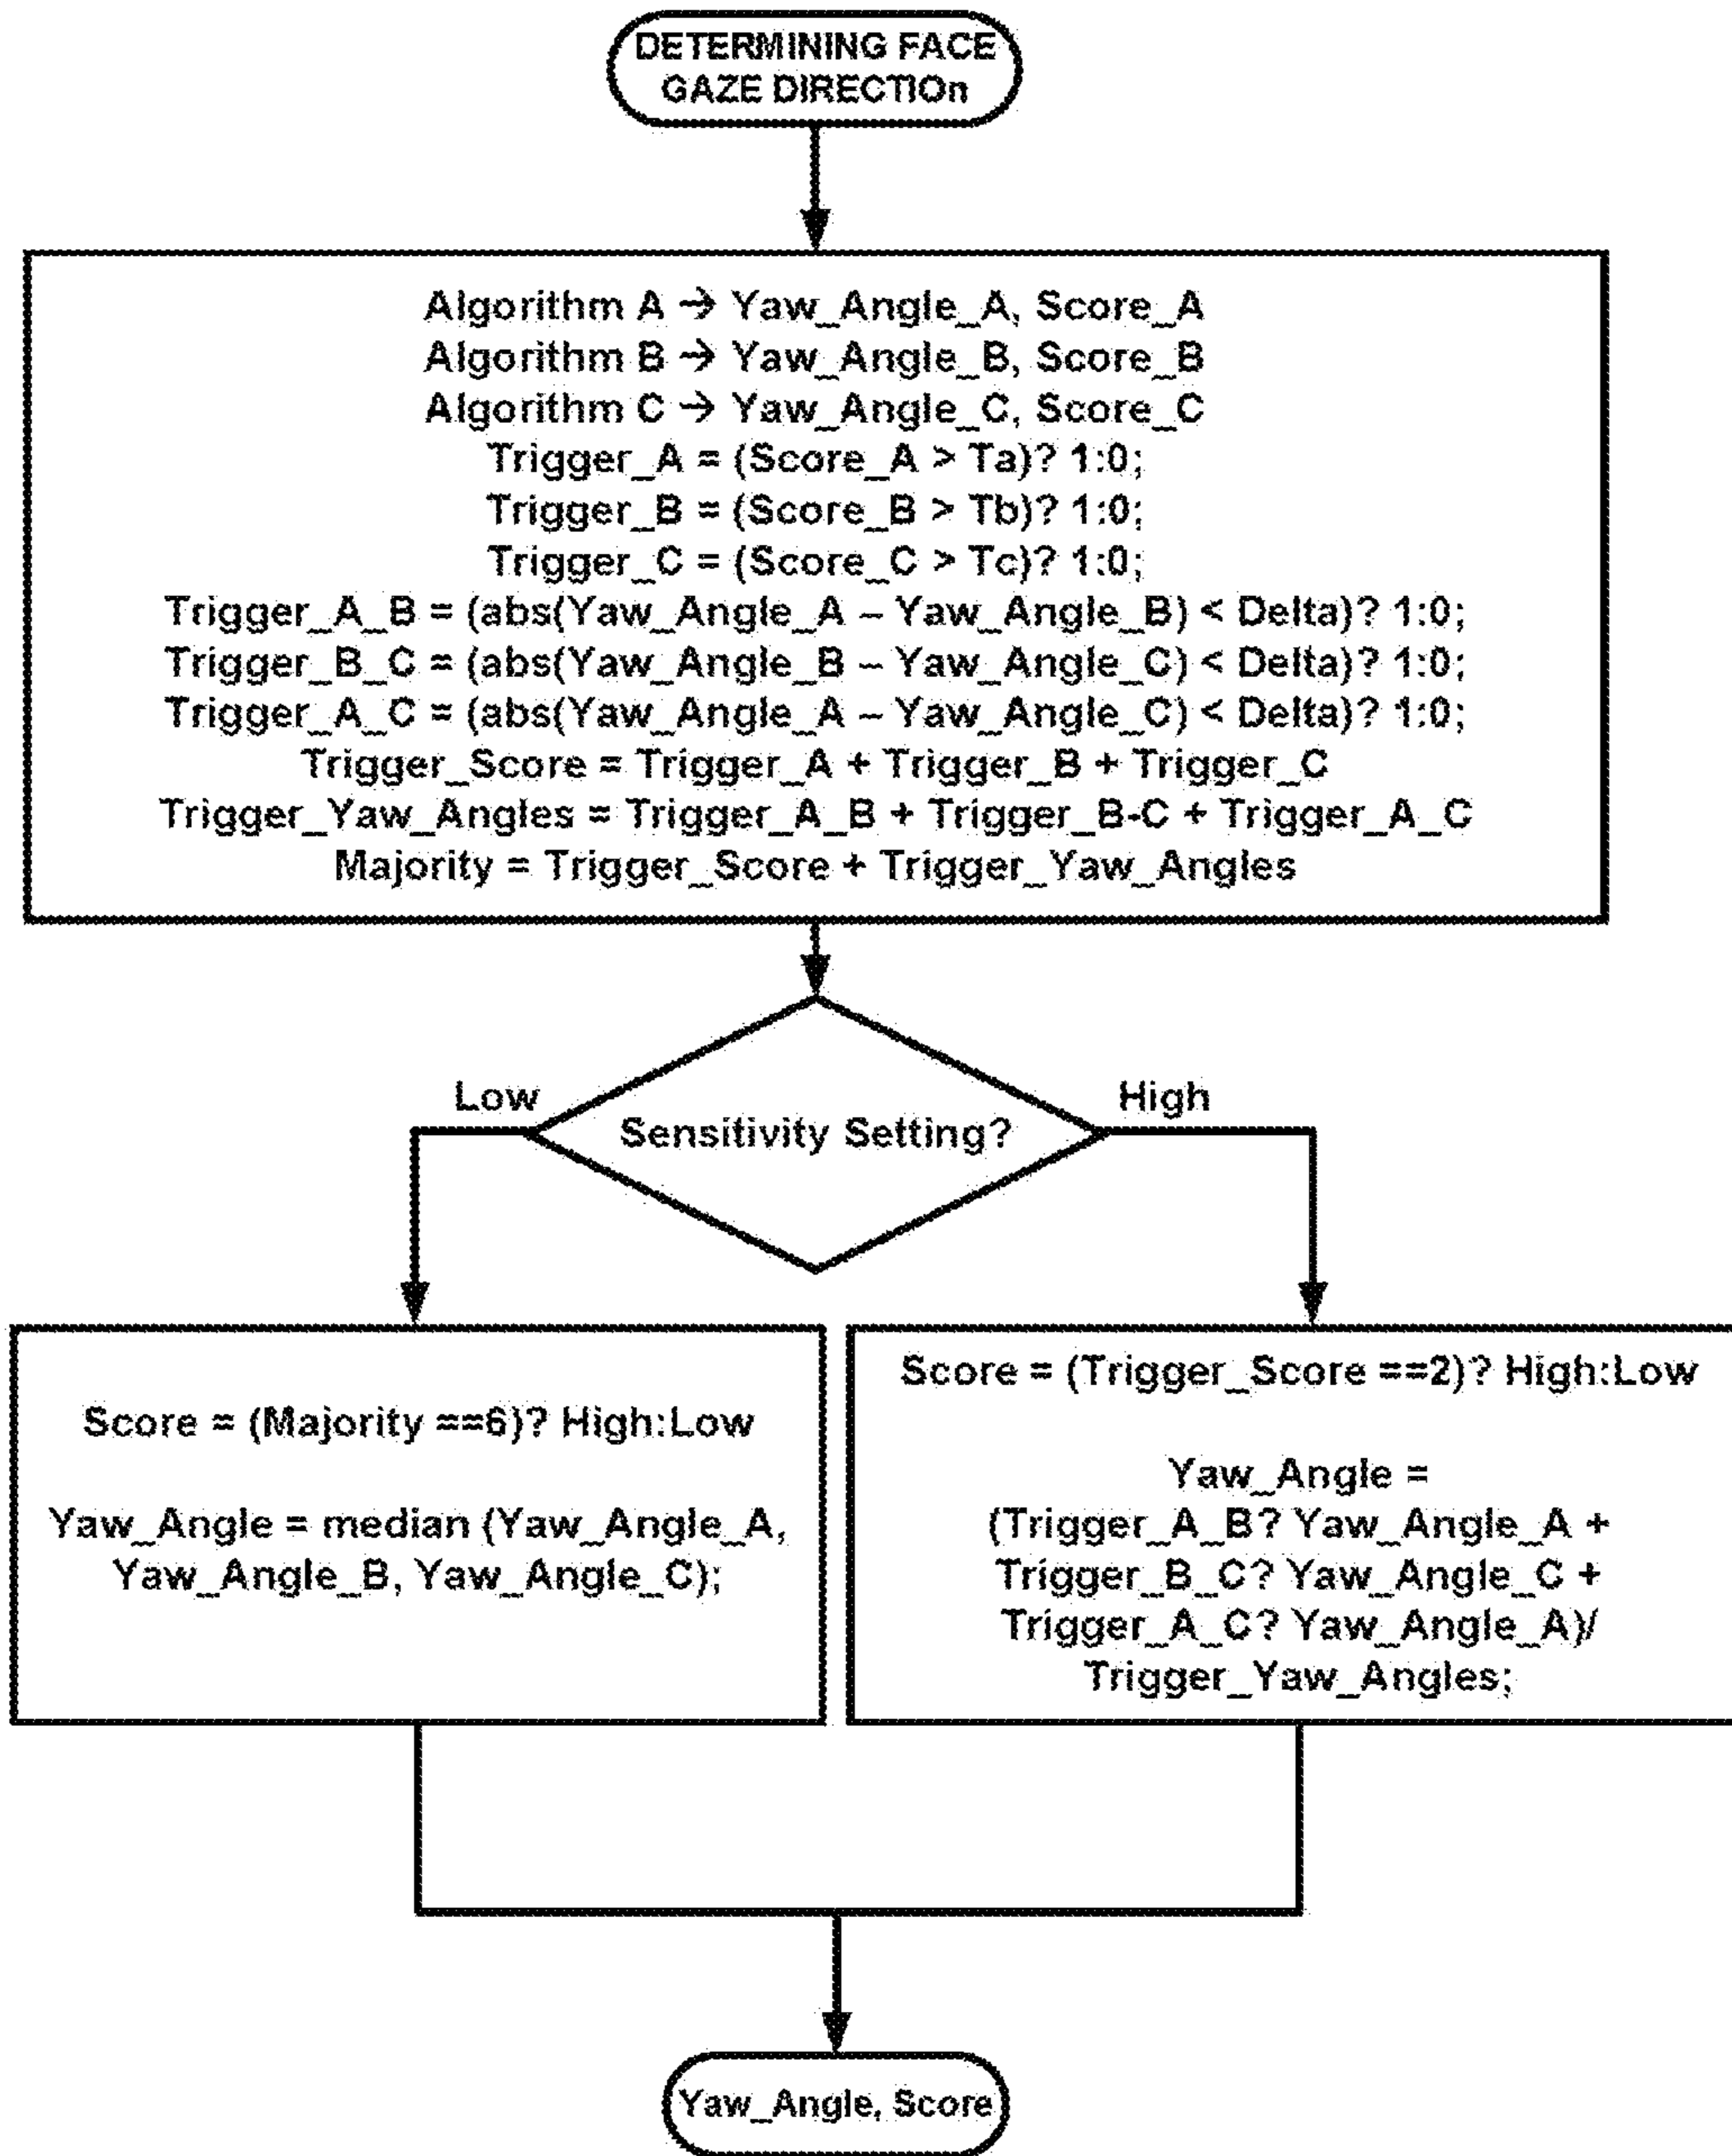 DETERMINING FACE
GAZE DIRECTIOn
Algorithm A → Yaw_Angle_A, Score_A
Algorithm B → Yaw_Angle_B, Score_B
Algorithm C → Yaw_Angle_C, Score_C
Trigger_A = (Score_A > Ta)? 1:0;
Trigger_B = (Score_B > Tb)? 1:0;
Trigger_C = (Score_C > Tc)? 1:0;
Trigger_A_B = (abs(Yaw_Angle_A – Yaw_Angle_B) < Delta)? 1:0;
Trigger_B_C = (abs(Yaw_Angle_B – Yaw_Angle_C) < Delta)? 1:0;
Trigger_A_C = (abs(Yaw_Angle_A – Yaw_Angle_C) < Delta)? 1:0;
Trigger_Score = Trigger_A + Trigger_B + Trigger_C
Trigger_Yaw_Angles = Trigger_A_B + Trigger_B-C + Trigger_A_C
Majority = Trigger_Score + Trigger_Yaw_Angles
Low
High
Sensitivity Setting?
Score = (Majority ==6)? High:Low
Yaw_Angle = median (Yaw_Angle_A,
Yaw_Angle_B, Yaw_Angle_C);
Score = (Trigger_Score ==2)? High:Low
Yaw_Angle =
(Trigger_A_B? Yaw_Angle_A +
Trigger_B_C? Yaw_Angle_C +
Trigger_A_C? Yaw_Angle_A)/
Trigger_Yaw_Angles;
Yaw_Angle, Score